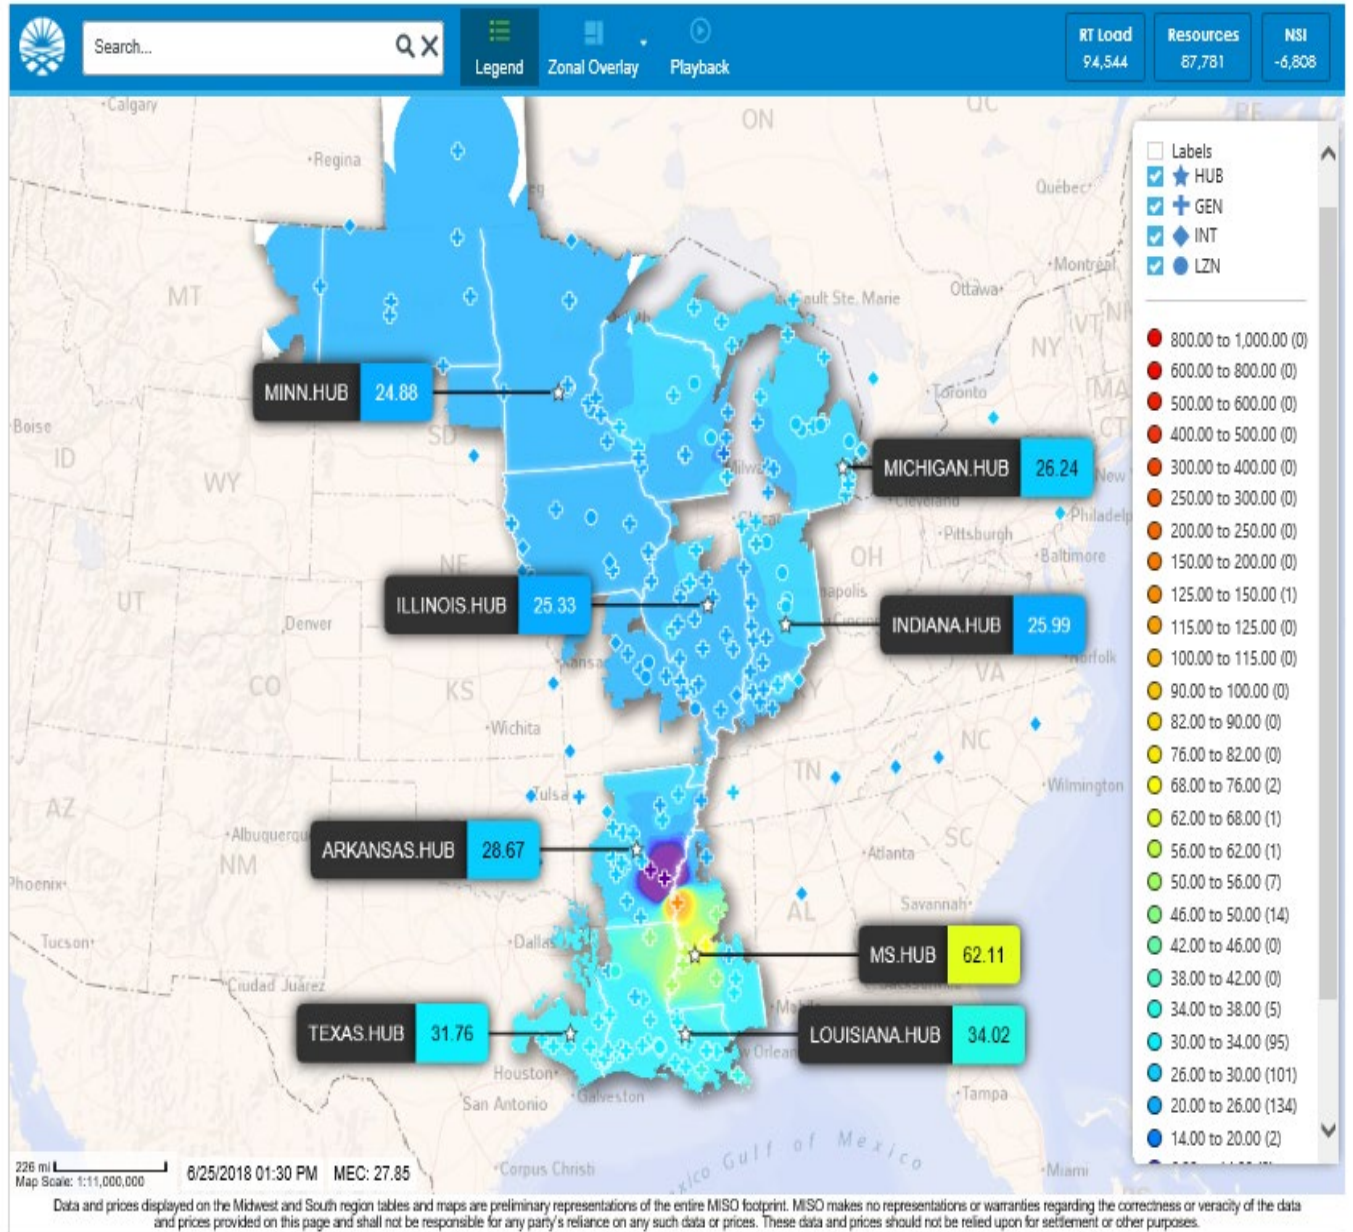 Search...
Legend
Zonal Overlay
Playback
RT Load
94,544
Resources
87,781
NSI
-6,808
Calgary
ON
QC
PE
Regina
Québec
Labels
HUB
GEN
INT
LZN
Montréal
MT
Ault Ste. Marie
Ottawa
VT
NY
MA
CT
Toronto
MINN.HUB 24.88
Boise
ID
SD
WY
MICHIGAN.HUB 26.24
New
Milwa
Cleveland
Chicag
Philadelp
Pittsburgh
OH
Baltimore
NE
napolis
UT
ILLINOIS.HUB 25.33
INDIANA.HUB 25.99
Cincin
Denver
Norfolk
Kansa
VA
CO
KS
Wichita
NC
TN
Tulsa
Wilmington
AZ
Albuquerqu
NM
ARKANSAS.HUB 28.67
SC
Atlanta
Phoenix
AL
Savannah
Tucson
Dallas
MS.HUB 62.11
Ciudad Juárez
TEXAS.HUB 31.76
LOUISIANA.HUB 34.02
w Orlean
Houston
San Antonio
Galveston
Tampa
Gulf of Mexico
Corpus Christi
Miami
800.00 to 1,000.00 (0)
600.00 to 800.00 (0)
500.00 to 600.00 (0)
400.00 to 500.00 (0)
300.00 to 400.00 (0)
250.00 to 300.00 (0)
200.00 to 250.00 (0)
150.00 to 200.00 (0)
125.00 to 150.00 (1)
115.00 to 125.00 (0)
100.00 to 115.00 (0)
90.00 to 100.00 (0)
82.00 to 90.00 (0)
76.00 to 82.00 (0)
68.00 to 76.00 (2)
62.00 to 68.00 (1)
56.00 to 62.00 (1)
50.00 to 56.00 (7)
46.00 to 50.00 (14)
42.00 to 46.00 (0)
38.00 to 42.00 (0)
34.00 to 38.00 (5)
30.00 to 34.00 (95)
26.00 to 30.00 (101)
20.00 to 26.00 (134)
14.00 to 20.00 (2)
226 mi
Map Scale: 1:11,000,000
6/25/2018 01:30 PM MEC: 27.85
Data and prices displayed on the Midwest and South region tables and maps are preliminary representations of the entire MISO footprint. MISO makes no representations or warranties regarding the correctness or veracity of the data
and prices provided on this page and shall not be responsible for any party's reliance on any such data or prices. These data and prices should not be relied upon for settlement or other purposes.